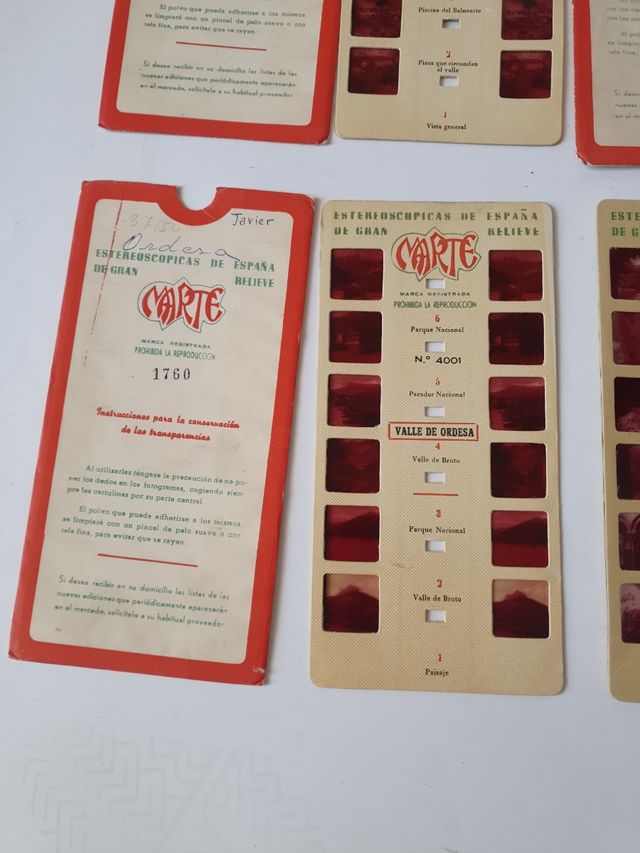 El polvo que pueda adherirse a los mismos
se limpiará con un pincel de pelo suave o con
tela fina, para evitar que se rayen.
Si desea recibir en su domicilio las listas de las
nuevas ediciones que periódicamente aparecerán
en el mercado, solicítelo a su habitual proveedor.
Piscina del Balneario
2
Picos que circundan
el valle
1
Vista general
37,50
Javier
Ordesa
ESTEREOSCOPICAS DE ESPAÑA
DE GRAN RELIEVE
MARTE
MARCA REGISTRADA
PROHIBIDA LA REPRODUCCION
1760
Instrucciones para la conservación
de las transparencias
Al utilizarlas téngase la precaución de no po-
ner los dedos en los fotogramas, cogiendo siem-
pre las cartulinas por su parte central.
El polvo que pueda adherirse a los mismos,
se limpiará con un pincel de pelo suave o con
tela fina, para evitar que se rayen.
Si desea recibir en su domicilio las listas de las
nuevas ediciones que periódicamente aparecerán
en el mercado, solicítelo a su habitual proveedor.
ESTEREOSCOPICAS DE ESPAÑA
DE GRAN RELIEVE
MARTE
MARCA REGISTRADA
PROHIBIDA LA REPRODUCCION
6
Parque Nacional
N.º 4001
5
Parador Nacional
VALLE DE ORDESA
4
Valle de Broto
3
Parque Nacional
2
Valle de Broto
1
Paisaje